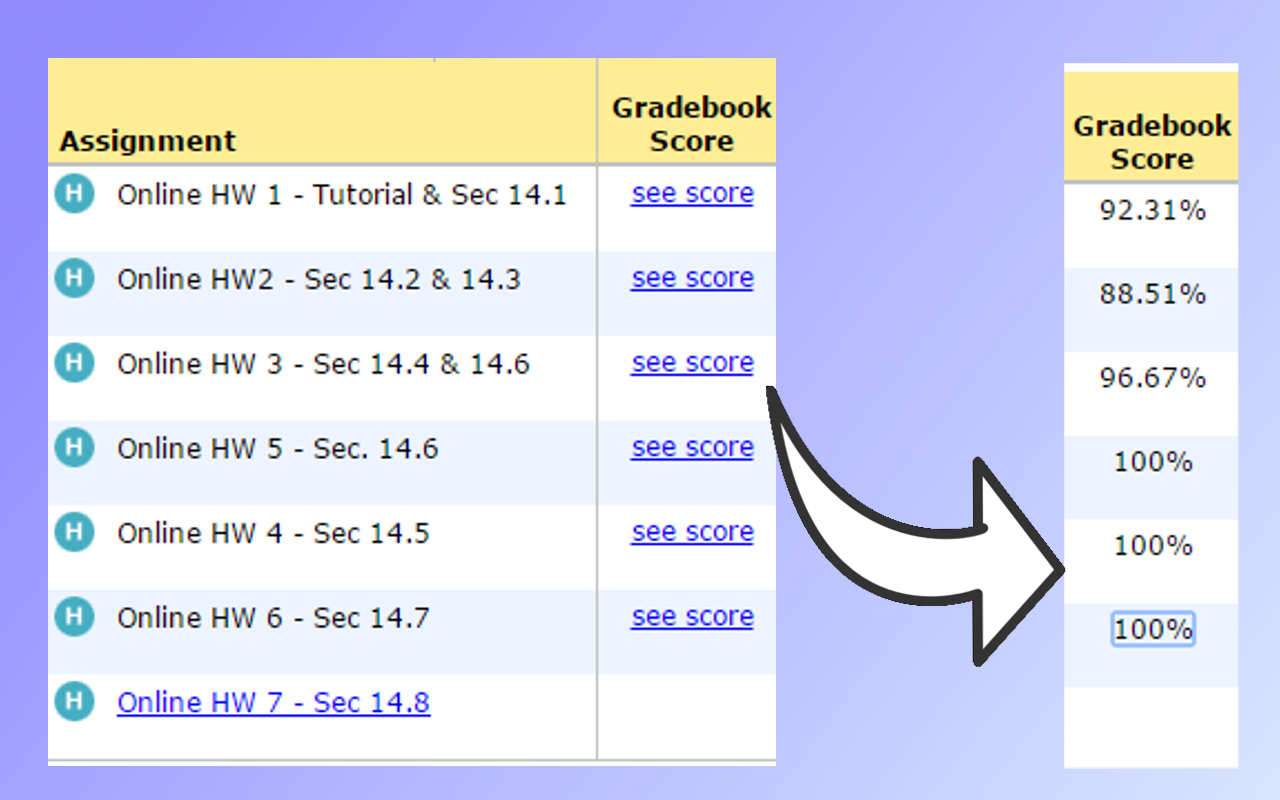 Assignment
Gradebook
Score
H Online HW 1 - Tutorial & Sec 14.1 see score
H Online HW2 - Sec 14.2 & 14.3 see score
H Online HW 3 - Sec 14.4 & 14.6 see score
H Online HW 5 - Sec. 14.6 see score
H Online HW 4 - Sec 14.5 see score
H Online HW 6 - Sec 14.7 see score
H Online HW 7 - Sec 14.8
Gradebook
Score
92.31%
88.51%
96.67%
100%
100%
100%